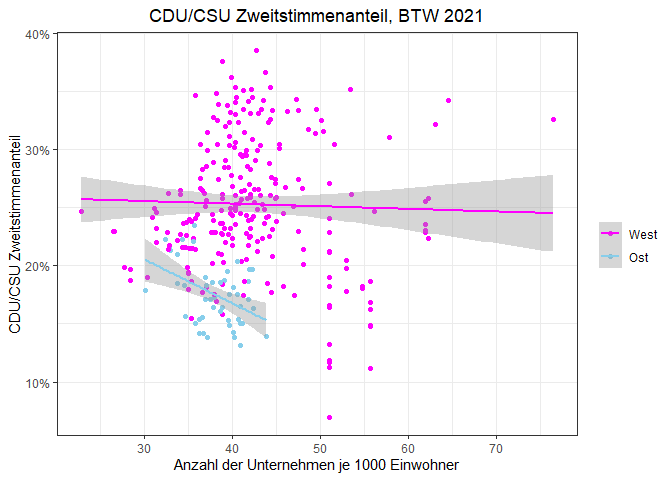 CDU/CSU Zweitstimmenanteil, BTW 2021
CDU/CSU Zweitstimmenanteil
40%
30%
20%
10%
30
40
50
60
70
Anzahl der Unternehmen je 1000 Einwohner
West
Ost